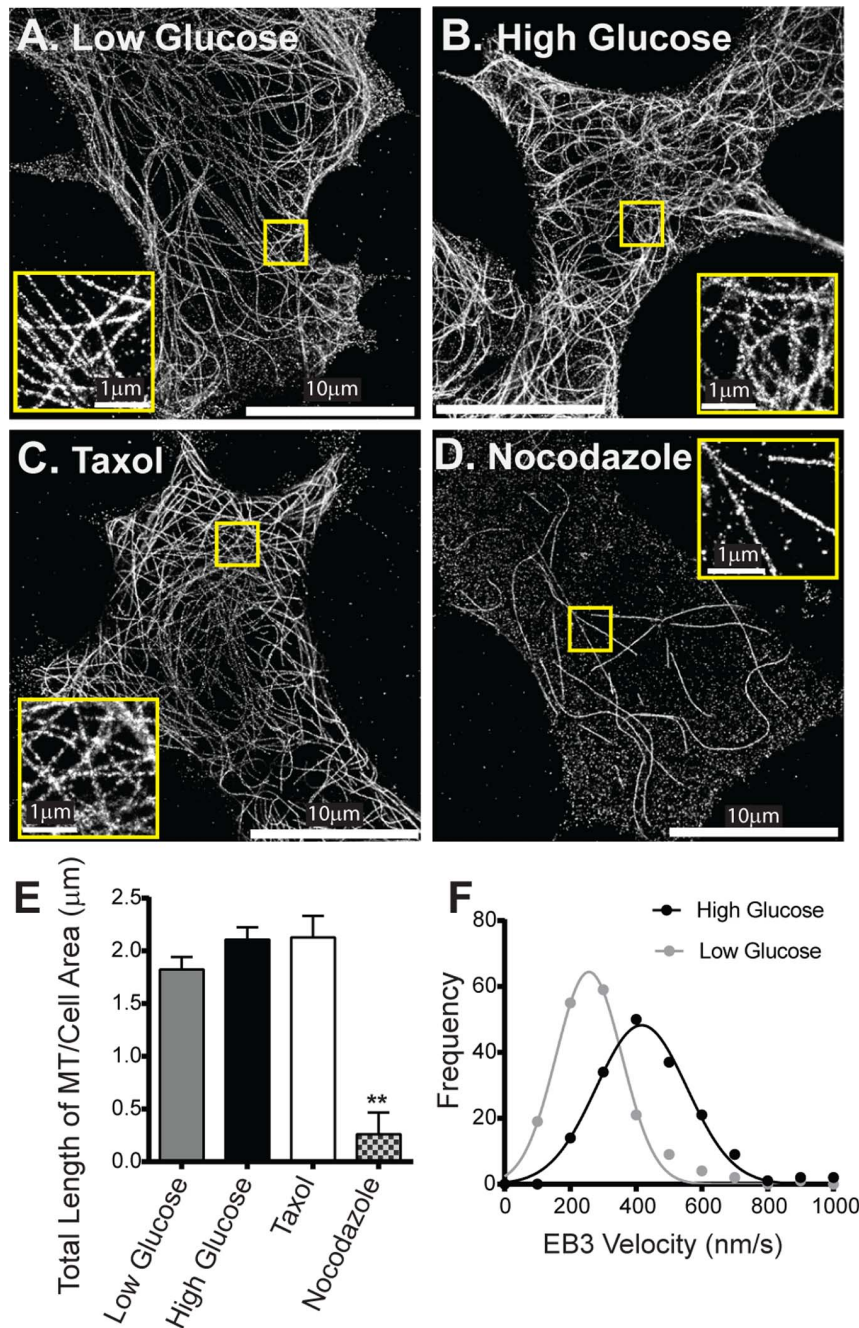 A. Low Glucose
1μm
10μm
B. High Glucose
1μm
C. Taxol
1μm
10μm
D. Nocodazole
1μm
10μm
E
Total Length of MT/Cell Area (μm)
2.5
2.0
1.5
1.0
0.5
0.0
**
Low Glucose
High Glucose
Taxol
Nocodazole
F
High Glucose
Low Glucose
Frequency
80
60
40
20
0
0 200 400 600 800 1000
EB3 Velocity (nm/s)